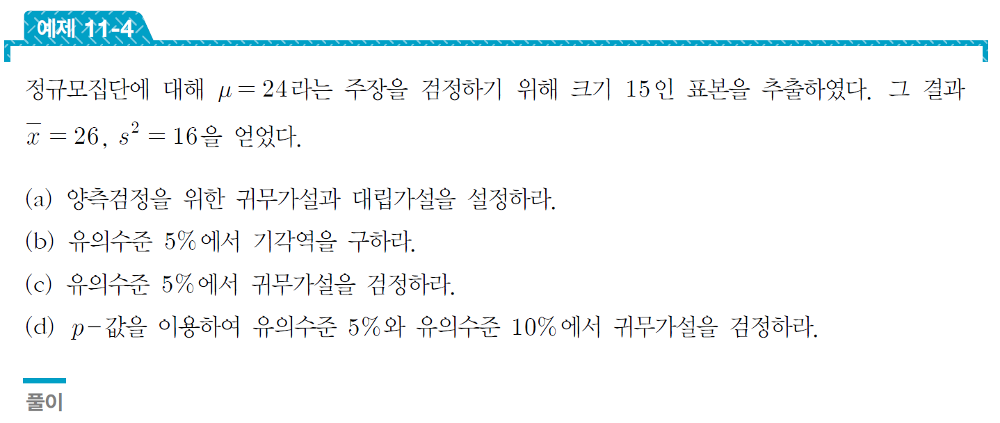 예제 11-4
정규모집단에 대해 μ = 24라는 주장을 검정하기 위해 크기 15인 표본을 추출하였다. 그 결과
x̄ = 26, s² = 16을 얻었다.
(a) 양측검정을 위한 귀무가설과 대립가설을 설정하라.
(b) 유의수준 5%에서 기각역을 구하라.
(c) 유의수준 5%에서 귀무가설을 검정하라.
(d) p-값을 이용하여 유의수준 5%와 유의수준 10%에서 귀무가설을 검정하라.
풀이